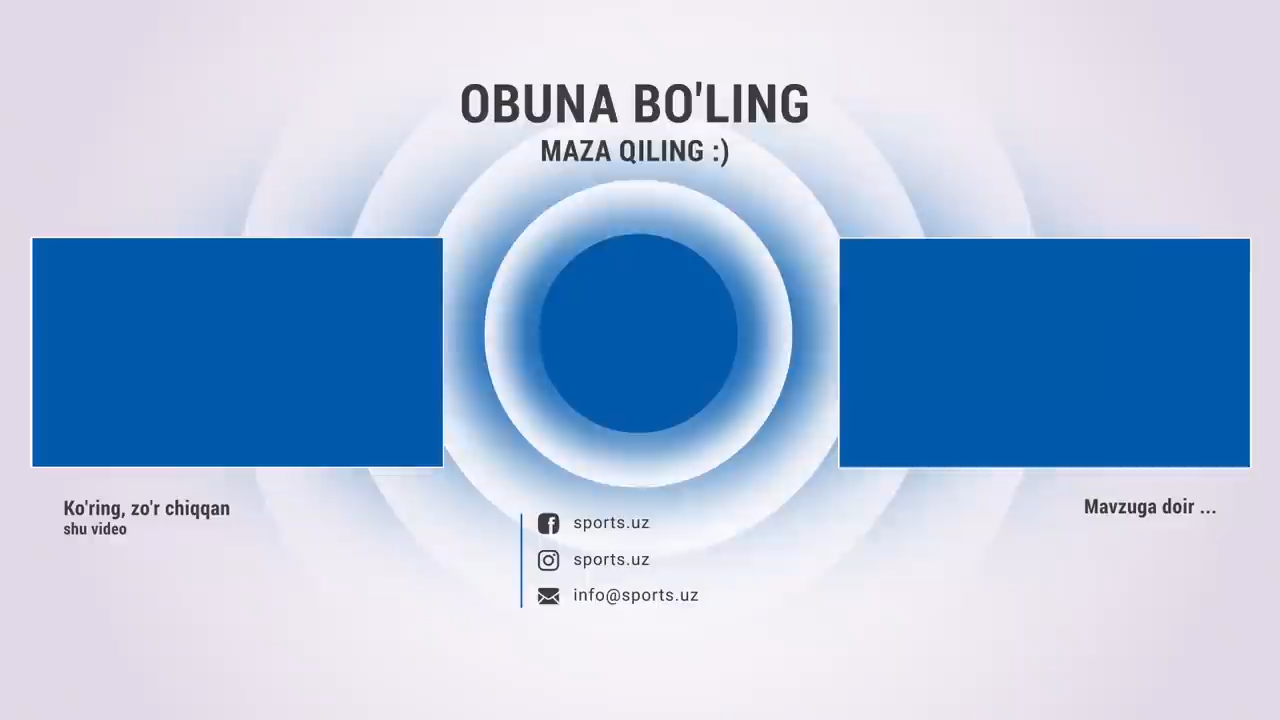 OBUNA BO'LING
MAZA QILING :)
Ko'ring, zo'r chiqqan
shu video
Mavzuga doir ...
sports.uz
sports.uz
info@sports.uz